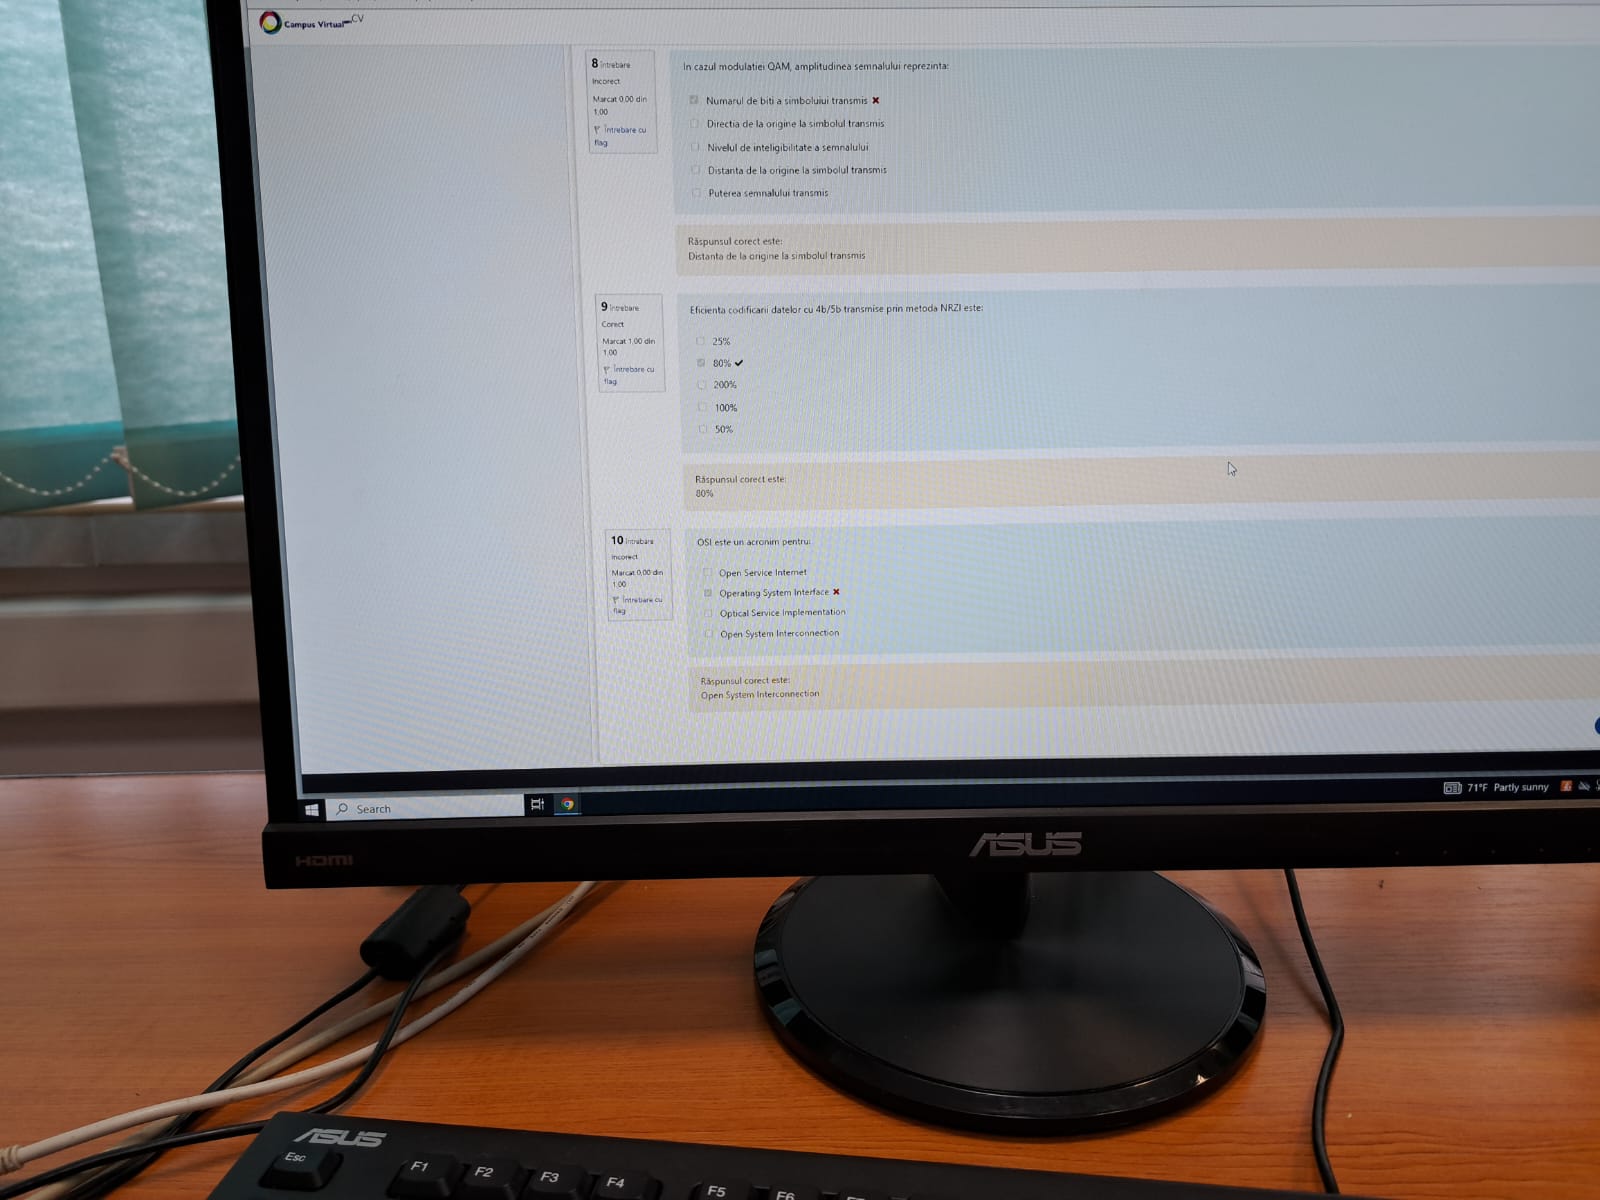 Campus Virtual CV
8 Întrebare
Incorect
Marcat 0,00 din
1,00
Întrebare cu
flag
In cazul modulatiei QAM, amplitudinea semnalului reprezinta:
Numarul de biti a simbolului transmis
Directia de la origine la simbolul transmis
Nivelul de inteligibilitate a semnalului
Distanta de la origine la simbolul transmis
Puterea semnalului transmis
Răspunsul corect este:
Distanta de la origine la simbolul transmis
9 Întrebare
Corect
Marcat 1,00 din
1,00
Întrebare cu
flag
Eficienta codificarii datelor cu 4b/5b transmise prin metoda NRZI este:
25%
80%
200%
100%
50%
Răspunsul corect este:
80%
10 Întrebare
Incorect
Marcat 0,00 din
1,00
Întrebare cu
flag
OSI este un acronim pentru:
Open Service Internet
Operating System Interface
Optical Service Implementation
Open System Interconnection
Răspunsul corect este:
Open System Interconnection
Search
71°F Partly sunny
HDMI
ASUS
ASUS
Esc
F1
F2
F3
F4
F5
F6